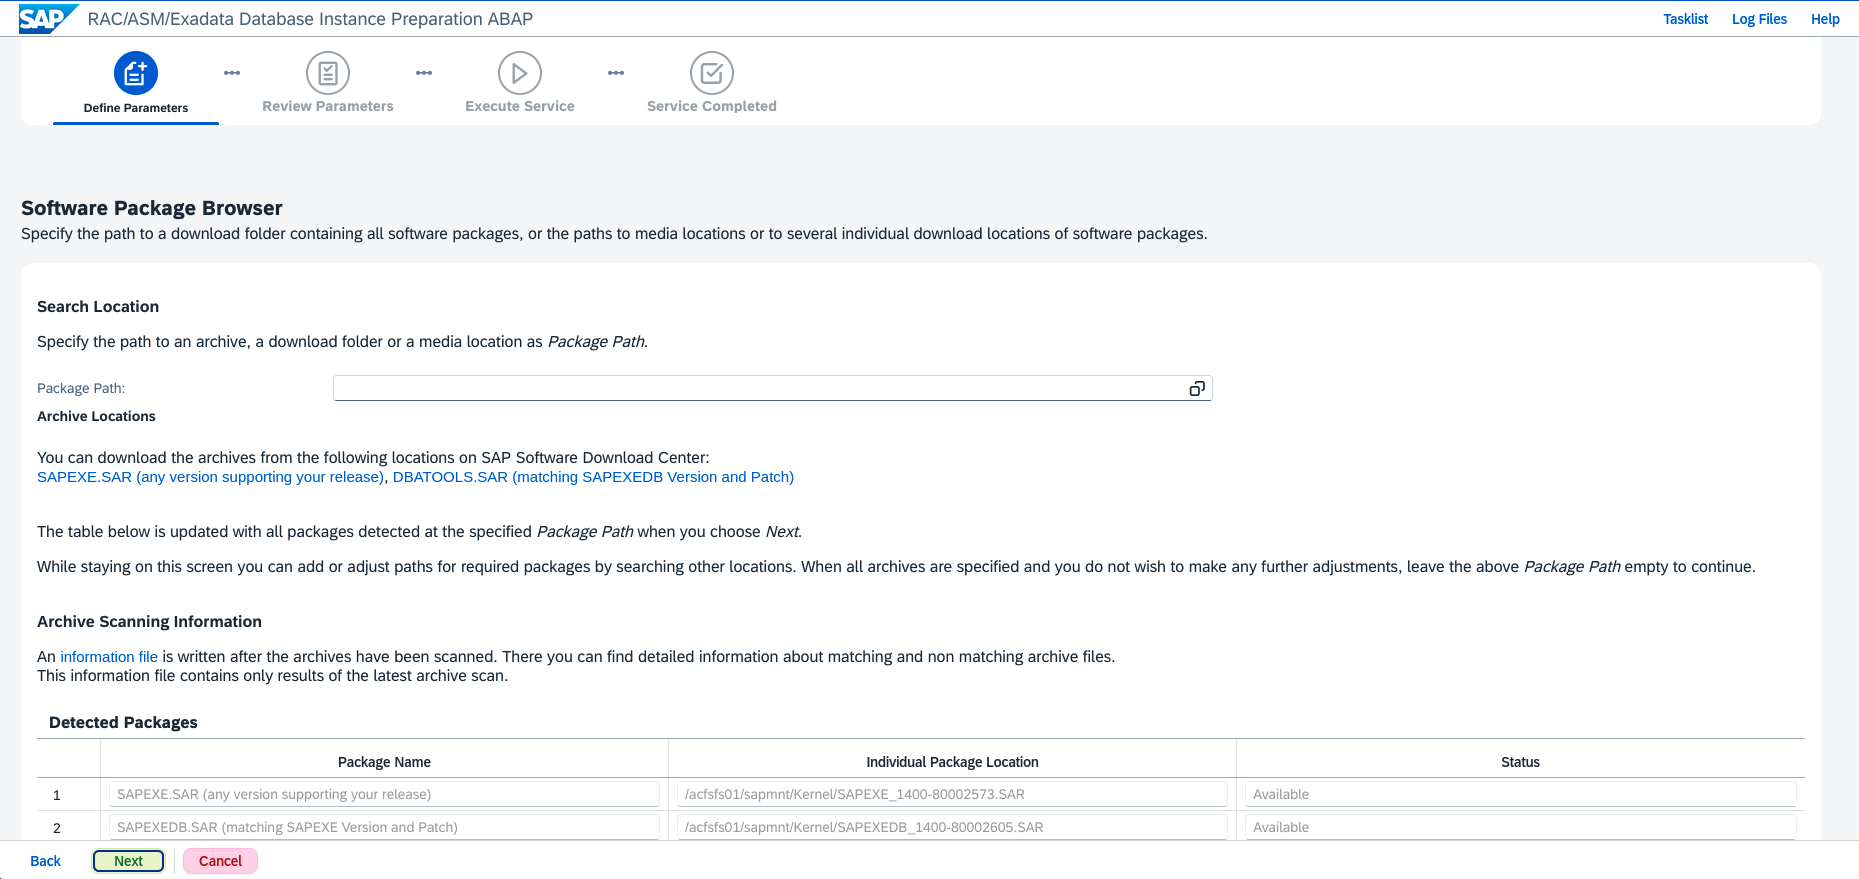 SAP RAC/ASM/Exadata Database Instance Preparation ABAP Tasklist Log Files Help
Define Parameters Review Parameters Execute Service Service Completed
Software Package Browser
Specify the path to a download folder containing all software packages, or the paths to media locations or to several individual download locations of software packages.
Search Location
Specify the path to an archive, a download folder or a media location as Package Path.
Package Path:
Archive Locations
You can download the archives from the following locations on SAP Software Download Center:
SAPEXE.SAR (any version supporting your release), DBATOOLS.SAR (matching SAPEXEDB Version and Patch)
The table below is updated with all packages detected at the specified Package Path when you choose Next.
While staying on this screen you can add or adjust paths for required packages by searching other locations. When all archives are specified and you do not wish to make any further adjustments, leave the above Package Path empty to continue.
Archive Scanning Information
An information file is written after the archives have been scanned. There you can find detailed information about matching and non matching archive files.
This information file contains only results of the latest archive scan.
Detected Packages
Package Name Individual Package Location Status
1 SAPEXE.SAR (any version supporting your release) /acfsfs01/sapmnt/Kernel/SAPEXE_1400-80002573.SAR Available
2 SAPEXEDB.SAR (matching SAPEXE Version and Patch) /acfsfs01/sapmnt/Kernel/SAPEXEDB_1400-80002605.SAR Available
Back Next Cancel